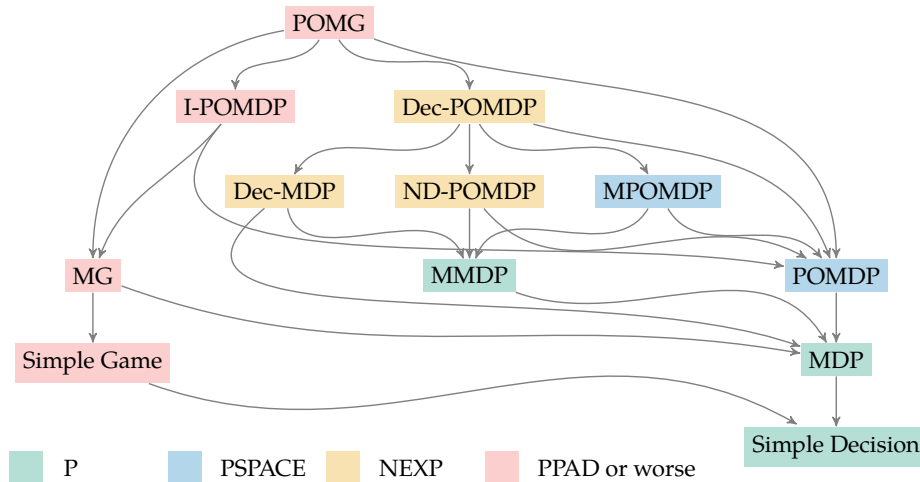 POMG
I-POMDP
Dec-POMDP
Dec-MDP
ND-POMDP
MPOMDP
MG
MMDP
POMDP
Simple Game
MDP
Simple Decision
P
PSPACE
NEXP
PPAD or worse